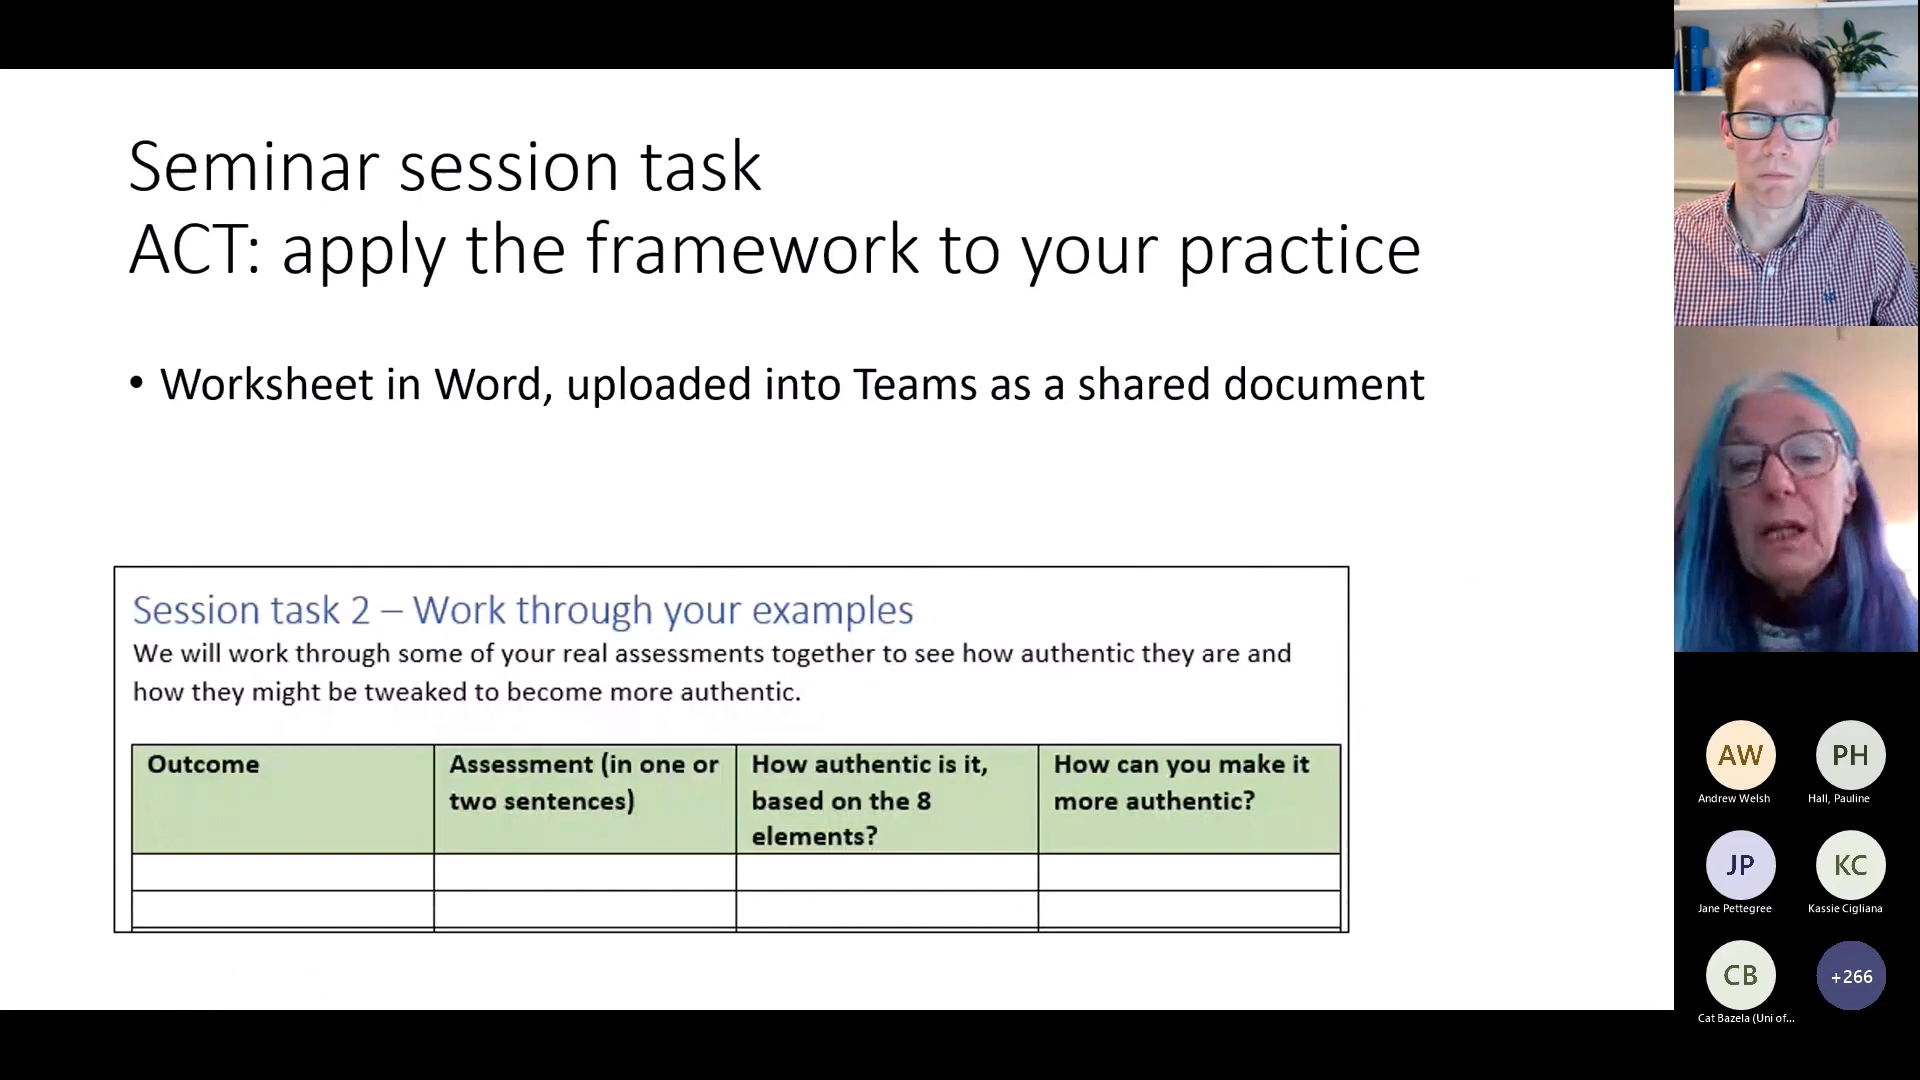 Seminar session task
ACT: apply the framework to your practice
• Worksheet in Word, uploaded into Teams as a shared document
Session task 2 – Work through your examples
We will work through some of your real assessments together to see how authentic they are and
how they might be tweaked to become more authentic.
Outcome
Assessment (in one or
two sentences)
How authentic is it,
based on the 8
elements?
How can you make it
more authentic?
AW
Andrew Welsh
PH
Hall, Pauline
JP
Jane Pettegree
KC
Kassie Cigliana
CB
Cat Bazela (Uni of...
+266